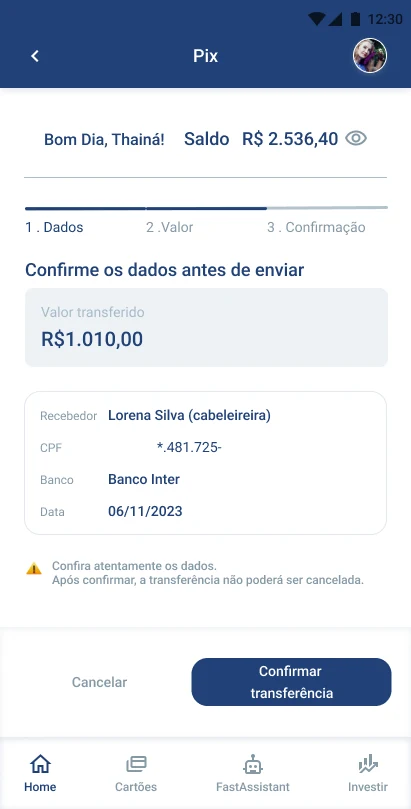 12:30
Pix
Bom Dia, Thainá! Saldo R$ 2.536,40
1 . Dados 2 .Valor 3 . Confirmação
Confirme os dados antes de enviar
Valor transferido
R$1.010,00
Recebedor Lorena Silva (cabeleireira)
CPF *.481.725-
Banco Banco Inter
Data 06/11/2023
Confira atentamente os dados.
Após confirmar, a transferência não poderá ser cancelada.
Cancelar
Confirmar
transferência
Home Cartões FastAssistant Investir